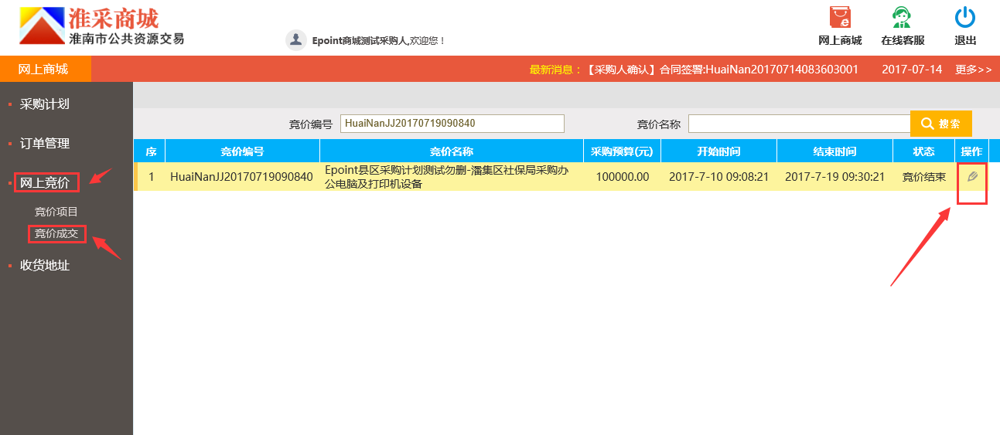 淮采商城
淮南市公共资源交易
Epoint商城测试采购人,欢迎您！
网上商城
在线客服
退出
网上商城
最新消息：【采购人确认】合同签署:HuaiNan20170714083603001 2017-07-14 更多>>
采购计划
订单管理
网上竞价
竞价项目
竞价成交
收货地址
竞价编号 HuaiNanJJ20170719090840 竞价名称 搜索
序 竞价编号 竞价名称 采购预算(元) 开始时间 结束时间 状态 操作
1 HuaiNanJJ20170719090840 Epoint县区采购计划测试勿删-潘集区社保局采购办
公电脑及打印机设备 100000.00 2017-7-10 09:08:21 2017-7-19 09:30:21 竞价结束